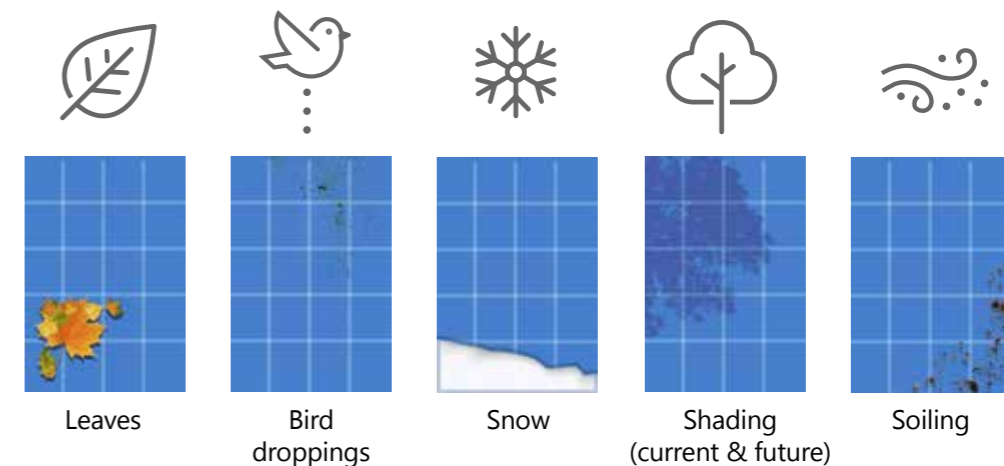 Leaves
Bird
droppings
Snow
Shading
(current & future)
Soiling